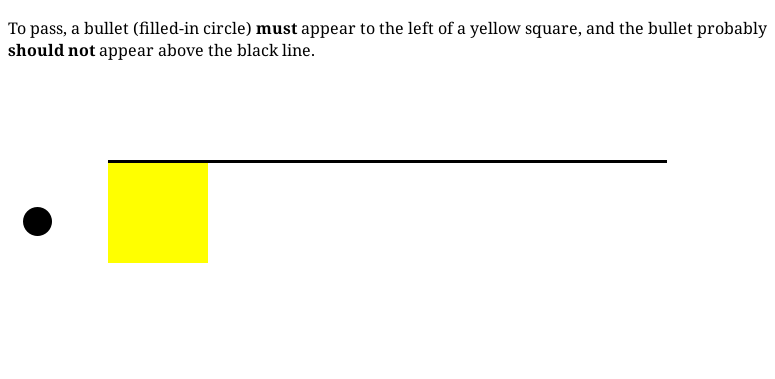 To pass, a bullet (filled-in circle) must appear to the left of a yellow square, and the bullet probably
should not appear above the black line.